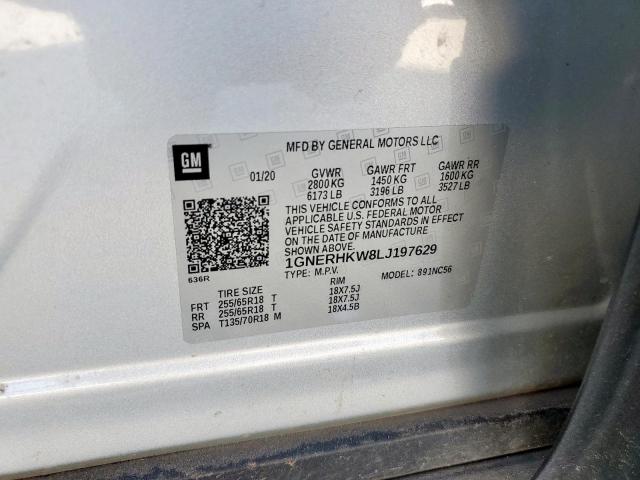 MFD BY GENERAL MOTORS LLC
GM
01/20 GVWR GAWR FRT GAWR RR
2800 KG 1450 KG 1600 KG
6173 LB 3196 LB 3527 LB
THIS VEHICLE CONFORMS TO ALL
APPLICABLE U.S. FEDERAL MOTOR
VEHICLE SAFETY STANDARDS IN EFFECT
ON THE DATE OF MANUFACTURE
SHOWN ABOVE.
1GNERHKW8LJ197629
636R
TYPE: M.P.V. MODEL: 891NC56
TIRE SIZE RIM
FRT 255/65R18 T 18X7.5J
RR 255/65R18 T 18X7.5J
SPA T135/70R18 M 18X4.5B